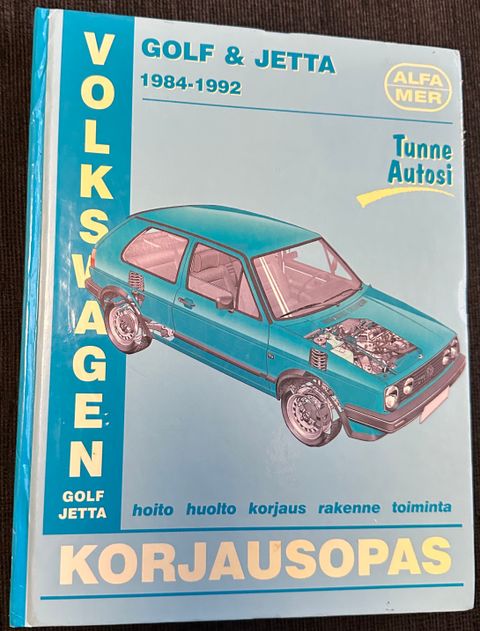 VOLKSWAGEN
GOLF
JETTA
GOLF & JETTA
1984-1992
ALFA
MER
Tunne
Autosi
hoito huolto korjaus rakenne toiminta
KORJAUSOPAS